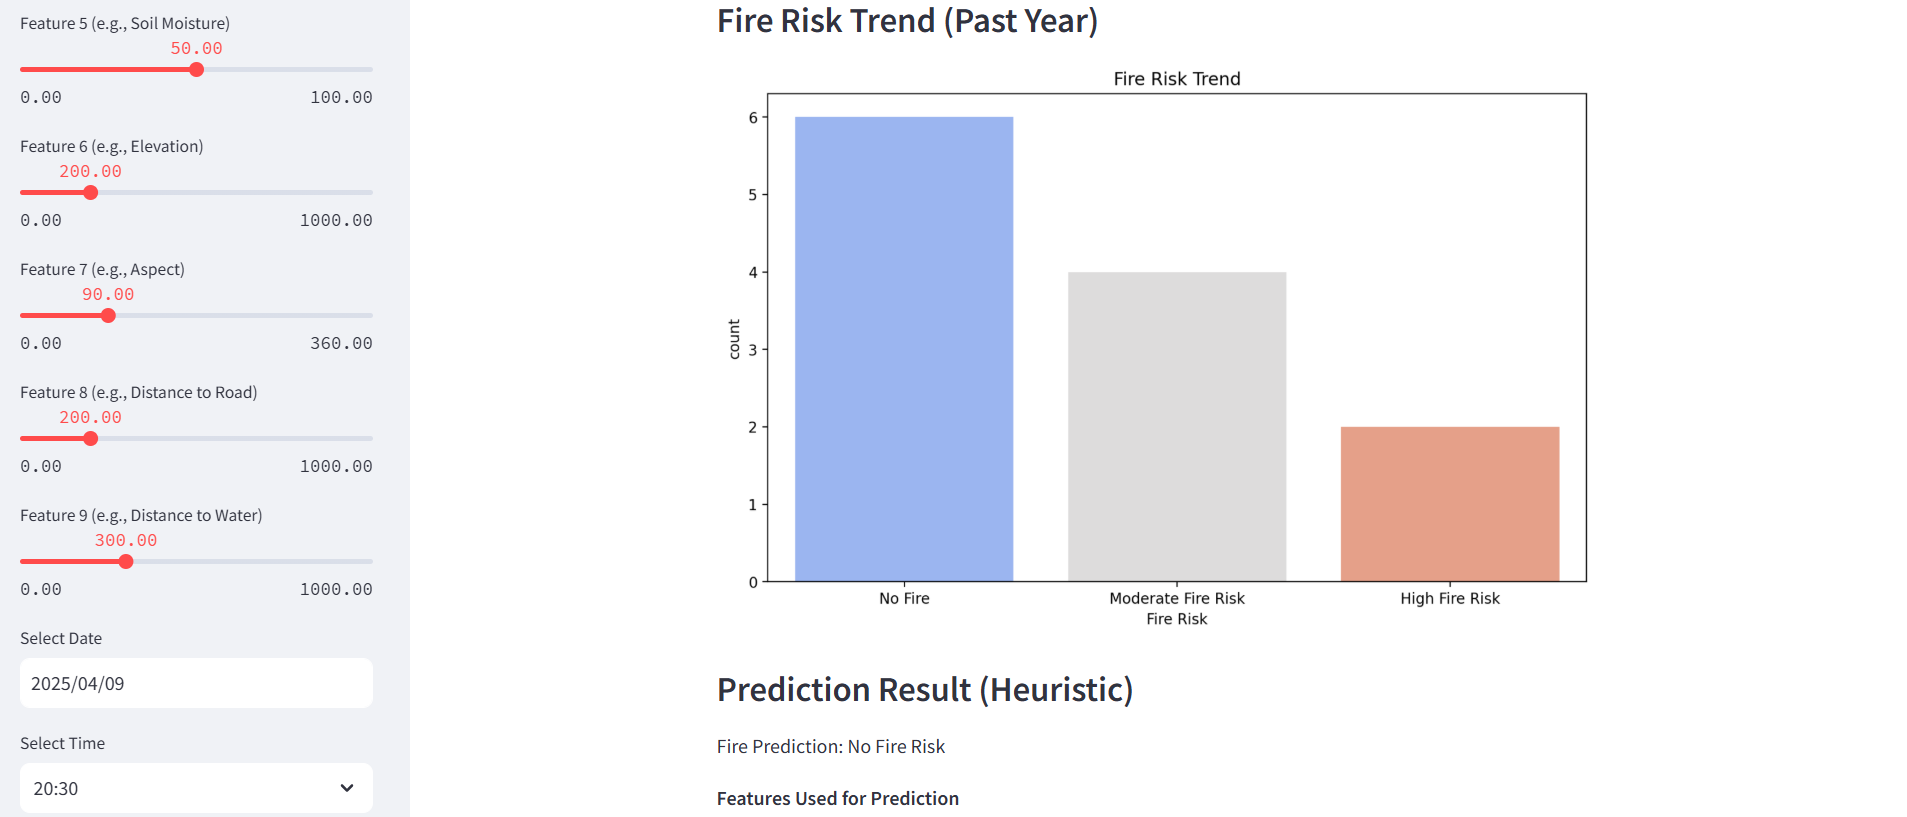 Feature 5 (e.g., Soil Moisture)
50.00
0.00 100.00
Feature 6 (e.g., Elevation)
200.00
0.00 1000.00
Feature 7 (e.g., Aspect)
90.00
0.00 360.00
Feature 8 (e.g., Distance to Road)
200.00
0.00 1000.00
Feature 9 (e.g., Distance to Water)
300.00
0.00 1000.00
Select Date
2025/04/09
Select Time
20:30
Fire Risk Trend (Past Year)
Fire Risk Trend
6
5
4
3
2
1
0
count
No Fire Moderate Fire Risk High Fire Risk
Fire Risk
Prediction Result (Heuristic)
Fire Prediction: No Fire Risk
Features Used for Prediction